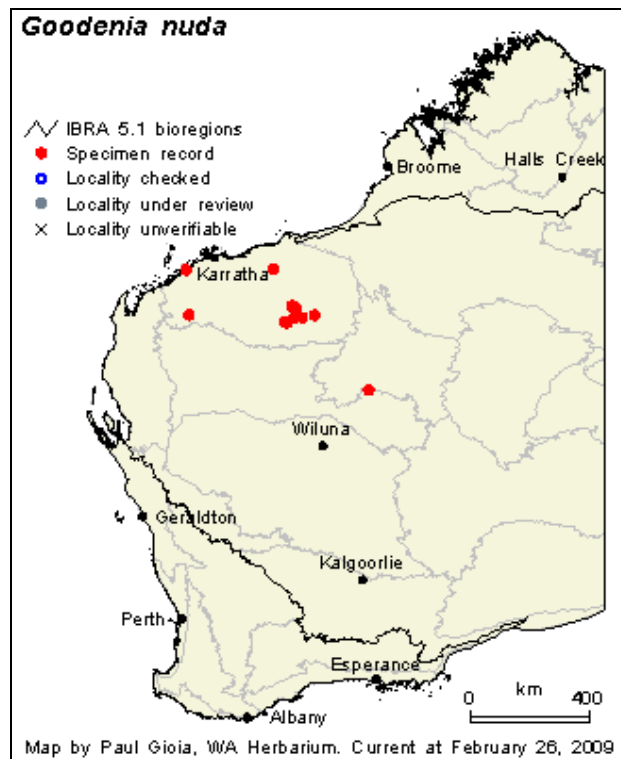 Goodenia nuda
IBRA 5.1 bioregions
Specimen record
Locality checked
Locality under review
Locality unverifiable
Broome
Halls Creek
Karratha
Wiluna
Geraldton
Kalgoorlie
Perth
Esperance
Albany
km
0 400
Map by Paul Gioia, WA Herbarium. Current at February 26, 2009